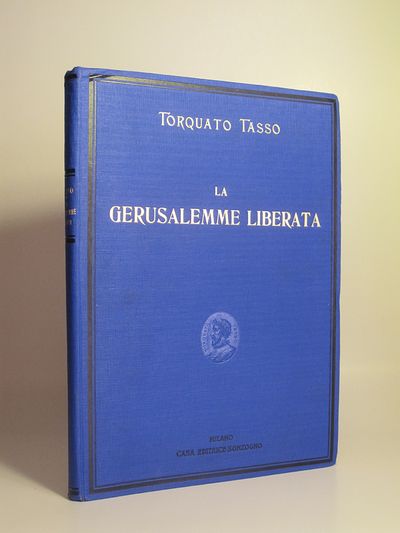 TORQUATO TASSO
LA
GERUSALEMME LIBERATA
MILANO
CASA EDITRICE SONZOGNO